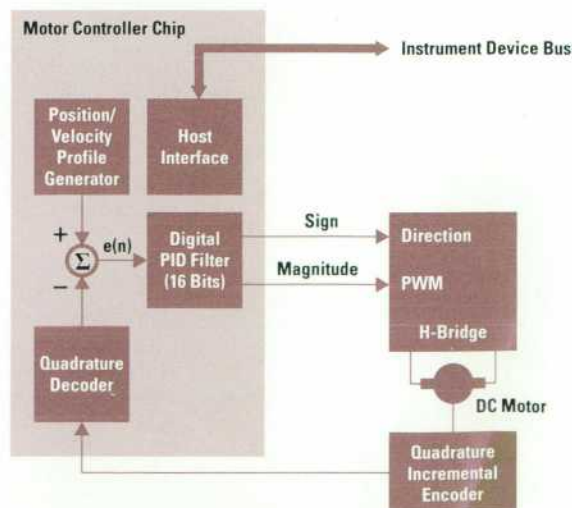 Motor Controller Chip
Instrument Device Bus
Position/
Velocity
Profile
Generator
Host
Interface
+
Σ
−
e(n)
Digital
PID Filter
(16 Bits)
Sign
Magnitude
Direction
PWM
H-Bridge
Quadrature
Decoder
DC Motor
Quadrature
Incremental
Encoder